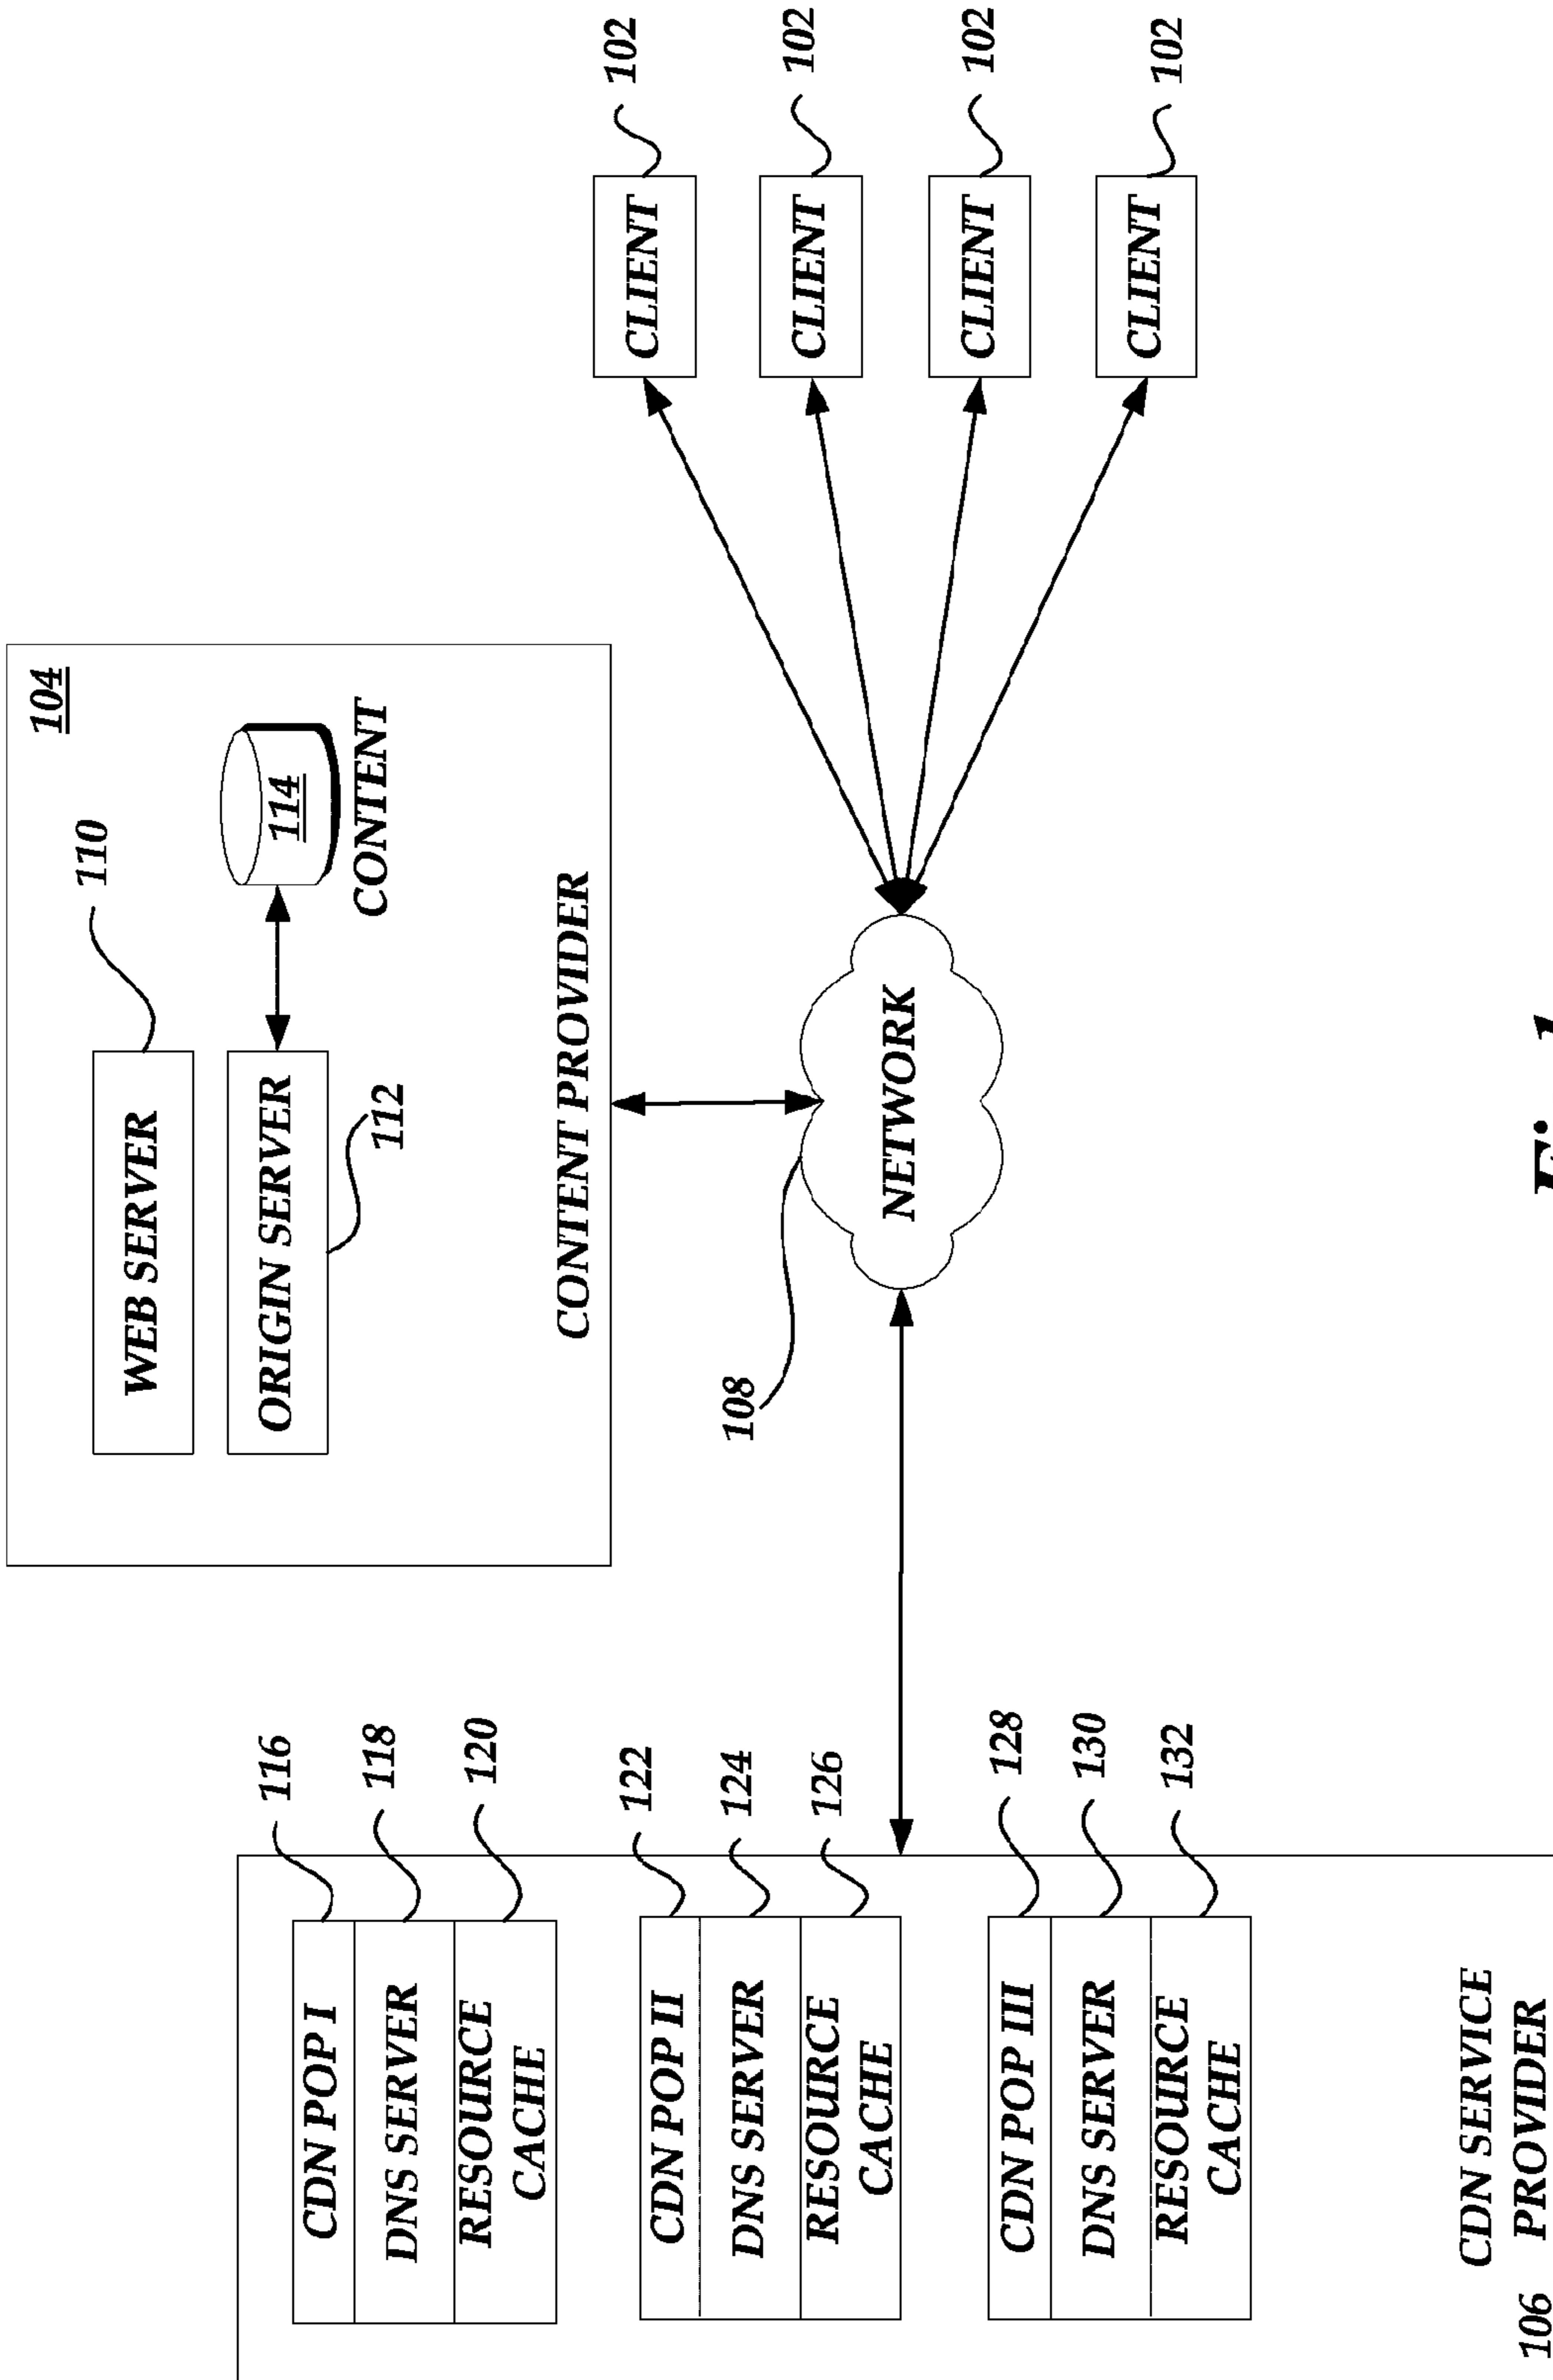 104
WEB SERVER
110
ORIGIN SERVER
112
114
CONTENT
CONTENT PROVIDER
116
CDN POP I
118
DNS SERVER
120
RESOURCE
CACHE
122
CDN POP II
124
DNS SERVER
126
RESOURCE
CACHE
128
CDN POP III
130
DNS SERVER
132
RESOURCE
CACHE
CDN SERVICE
106 PROVIDER
108
NETWORK
CLIENT 102
CLIENT 102
CLIENT 102
CLIENT 102